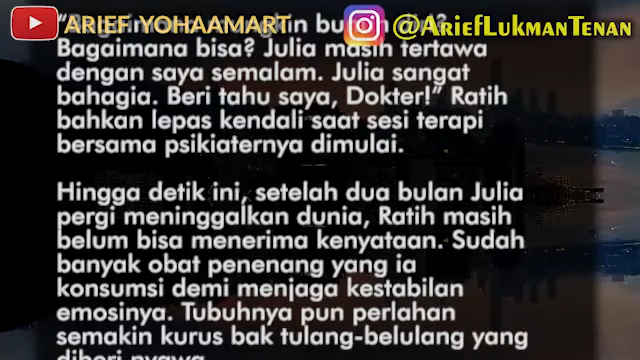 ARIEF YOHAAMART
@AriefLukmanTenan
Bagaimana bisa? Julia masih tertawa
dengan saya semalam. Julia sangat
bahagia. Beri tahu saya, Dokter!” Ratih
bahkan lepas kendali saat sesi terapi
bersama psikiaternya dimulai.
Hingga detik ini, setelah dua bulan Julia
pergi meninggalkan dunia, Ratih masih
belum bisa menerima kenyataan. Sudah
banyak obat penenang yang ia
konsumsi demi menjaga kestabilan
emosinya. Tubuhnya pun perlahan
semakin kurus bak tulang-belulang yang
diberi nyawa